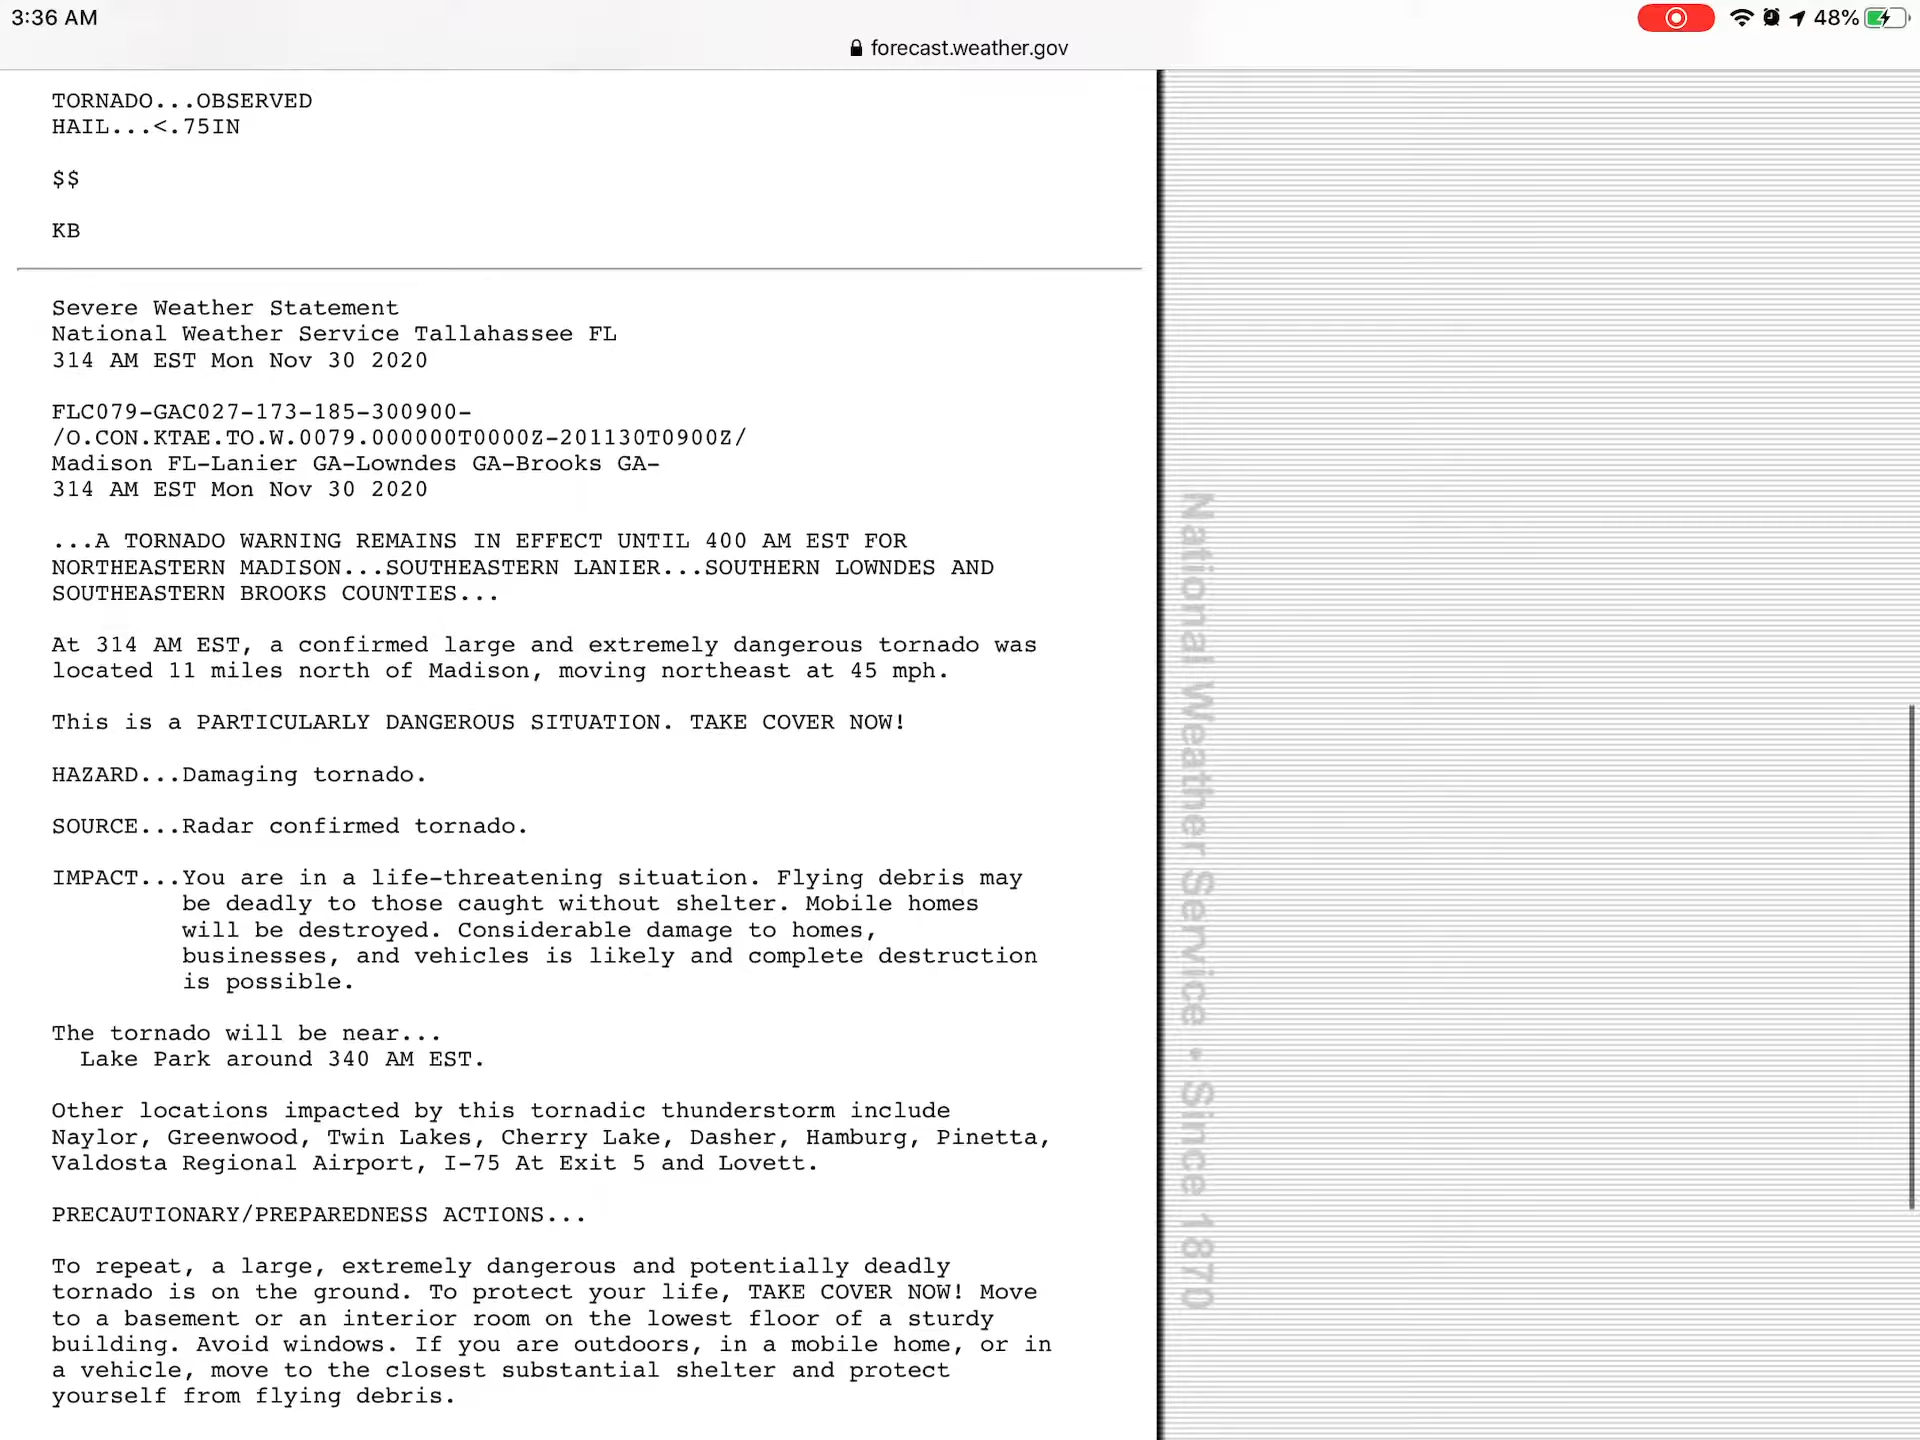 3:36 AM
48%
forecast.weather.gov
TORNADO...OBSERVED
HAIL...<.75IN
$$
KB
Severe Weather Statement
National Weather Service Tallahassee FL
314 AM EST Mon Nov 30 2020
FLC079-GAC027-173-185-300900-
/O.CON.KTAE.TO.W.0079.000000T0000Z-201130T0900Z/
Madison FL-Lanier GA-Lowndes GA-Brooks GA-
314 AM EST Mon Nov 30 2020
...A TORNADO WARNING REMAINS IN EFFECT UNTIL 400 AM EST FOR
NORTHEASTERN MADISON...SOUTHEASTERN LANIER...SOUTHERN LOWNDES AND
SOUTHEASTERN BROOKS COUNTIES...
At 314 AM EST, a confirmed large and extremely dangerous tornado was
located 11 miles north of Madison, moving northeast at 45 mph.
This is a PARTICULARLY DANGEROUS SITUATION. TAKE COVER NOW!
HAZARD...Damaging tornado.
SOURCE...Radar confirmed tornado.
IMPACT...You are in a life-threatening situation. Flying debris may
be deadly to those caught without shelter. Mobile homes
will be destroyed. Considerable damage to homes,
businesses, and vehicles is likely and complete destruction
is possible.
The tornado will be near...
Lake Park around 340 AM EST.
Other locations impacted by this tornadic thunderstorm include
Naylor, Greenwood, Twin Lakes, Cherry Lake, Dasher, Hamburg, Pinetta,
Valdosta Regional Airport, I-75 At Exit 5 and Lovett.
PRECAUTIONARY/PREPAREDNESS ACTIONS...
To repeat, a large, extremely dangerous and potentially deadly
tornado is on the ground. To protect your life, TAKE COVER NOW! Move
to a basement or an interior room on the lowest floor of a sturdy
building. Avoid windows. If you are outdoors, in a mobile home, or in
a vehicle, move to the closest substantial shelter and protect
yourself from flying debris.
National Weather Service • Since 1870